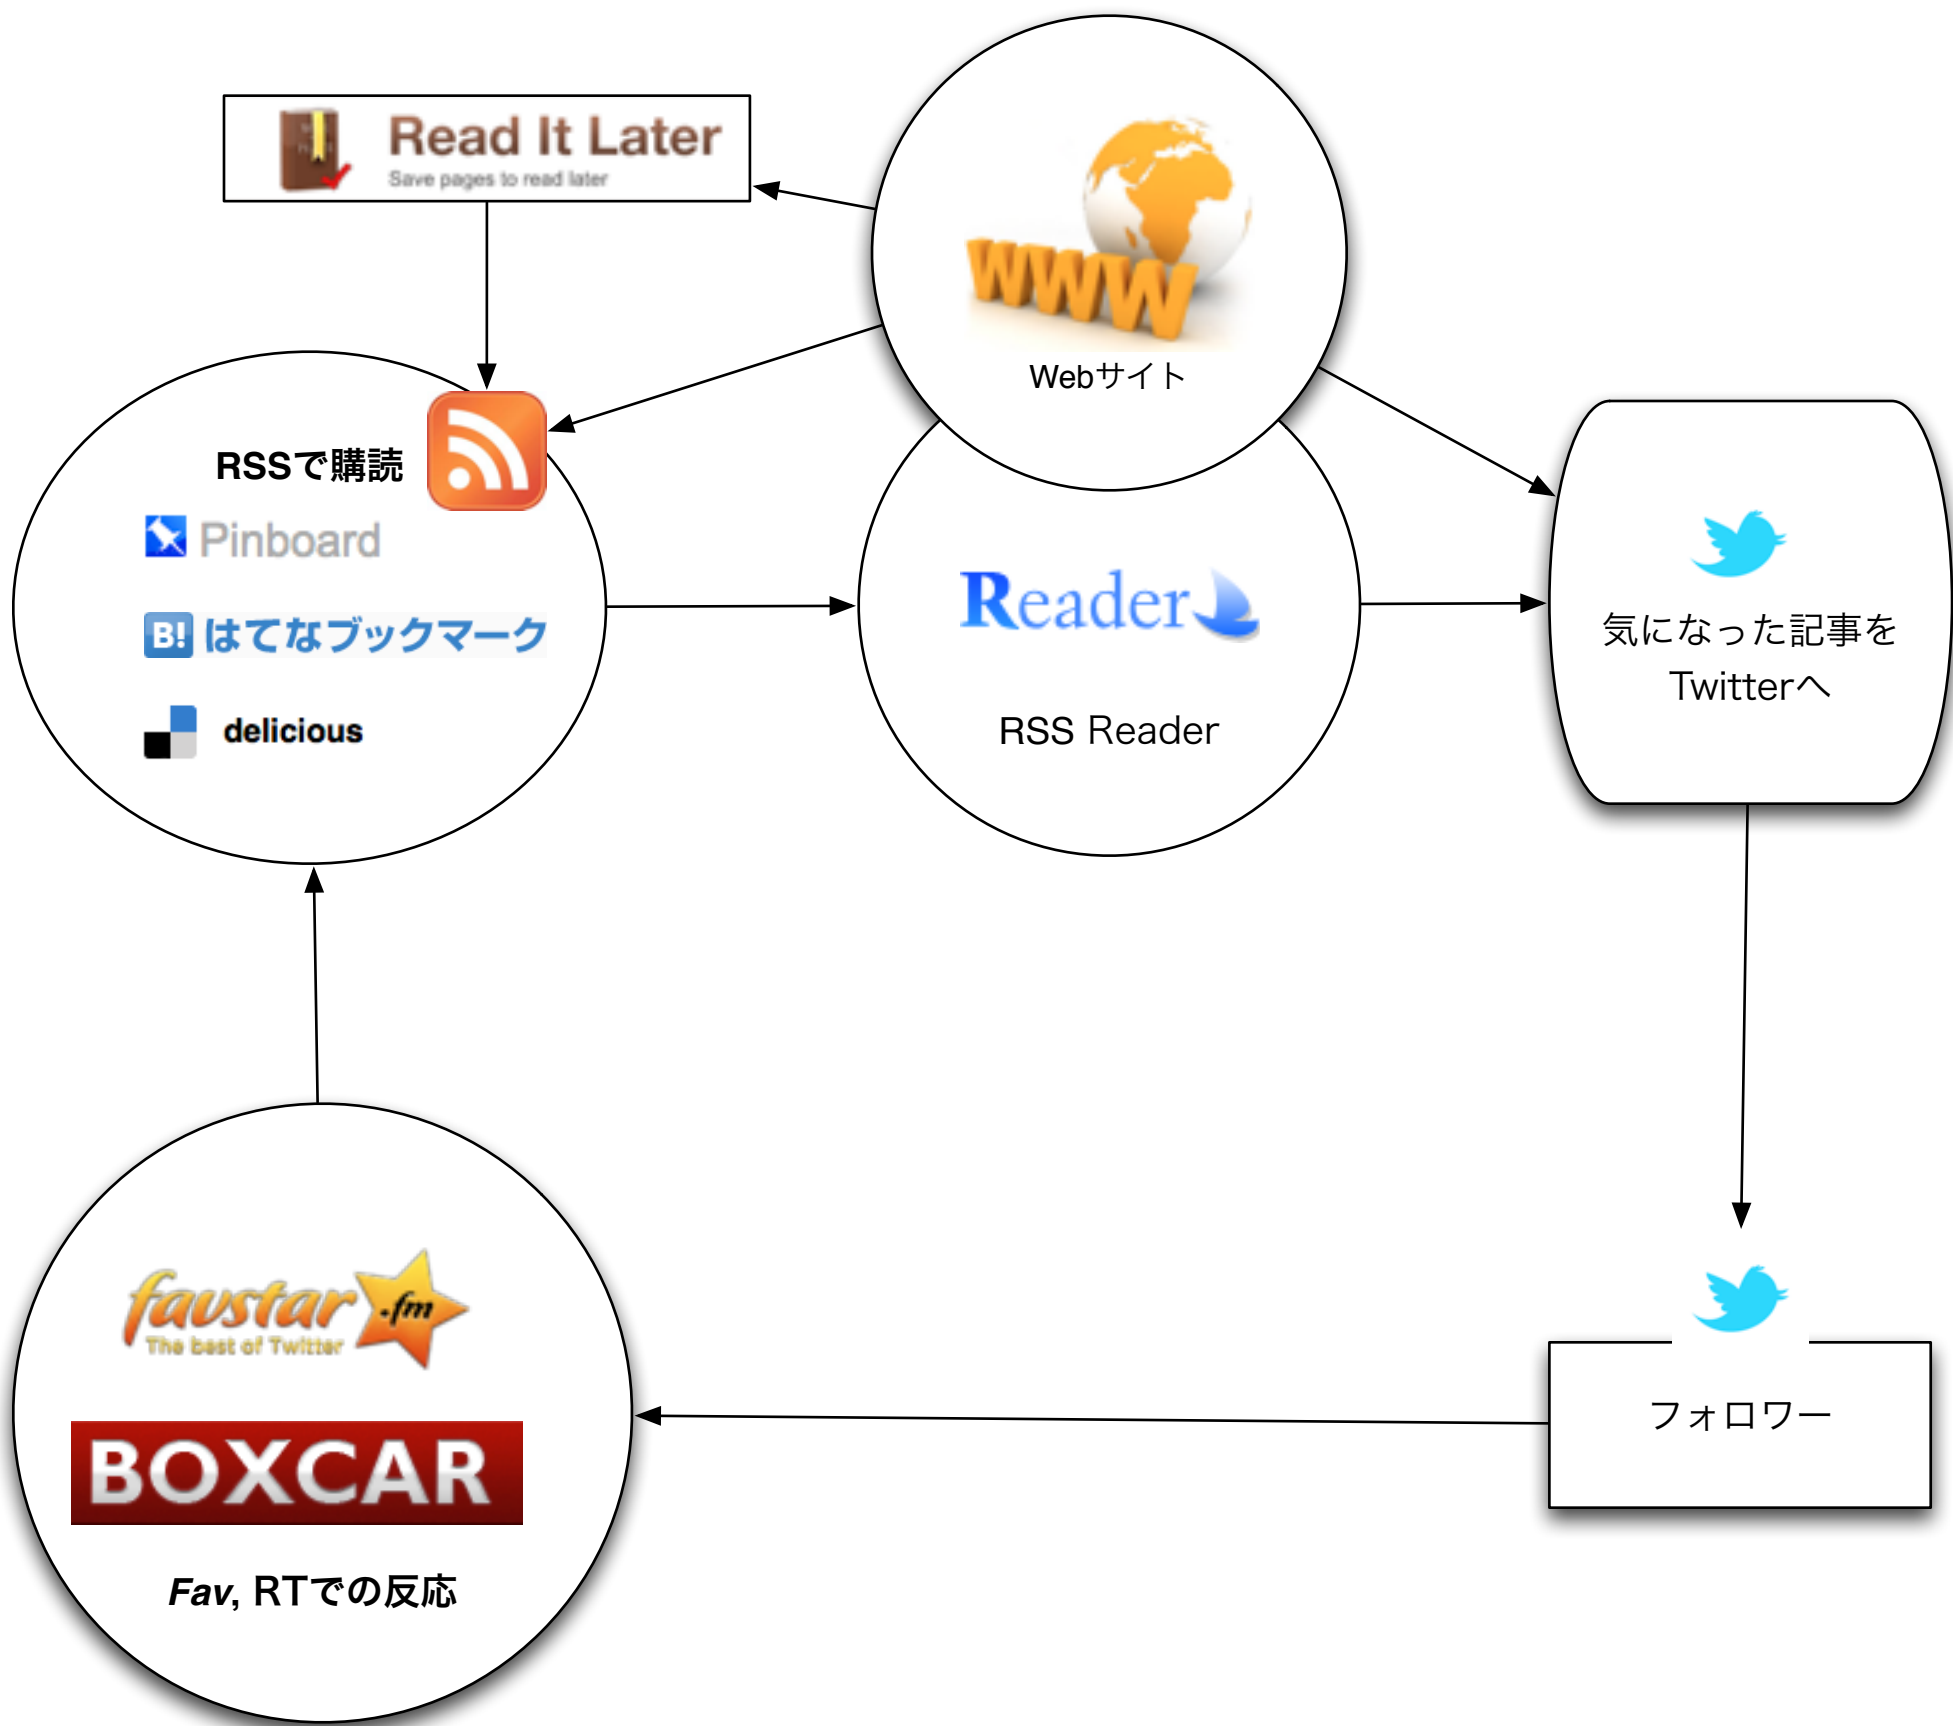 Read It Later
Save pages to read later
WWW
Webサイト
RSSで購読
Pinboard
B! はてなブックマーク
delicious
Reader
RSS Reader
気になった記事を
Twitterへ
favstar.fm
The best of Twitter
BOXCAR
Fav, RTでの反応
フォロワー